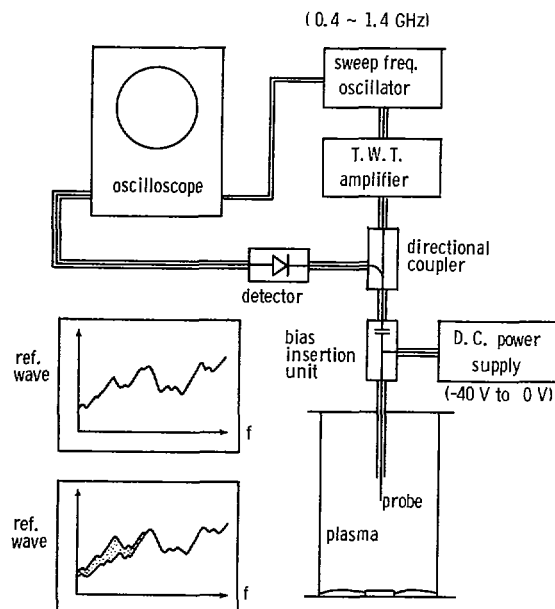 (0.4 ~ 1.4 GHz)
sweep freq.
oscillator
oscilloscope
T.W.T.
amplifier
directional
coupler
detector
bias
insertion
unit
D.C. power
supply
(-40 V to 0 V)
ref.
wave
f
probe
plasma
ref.
wave
f